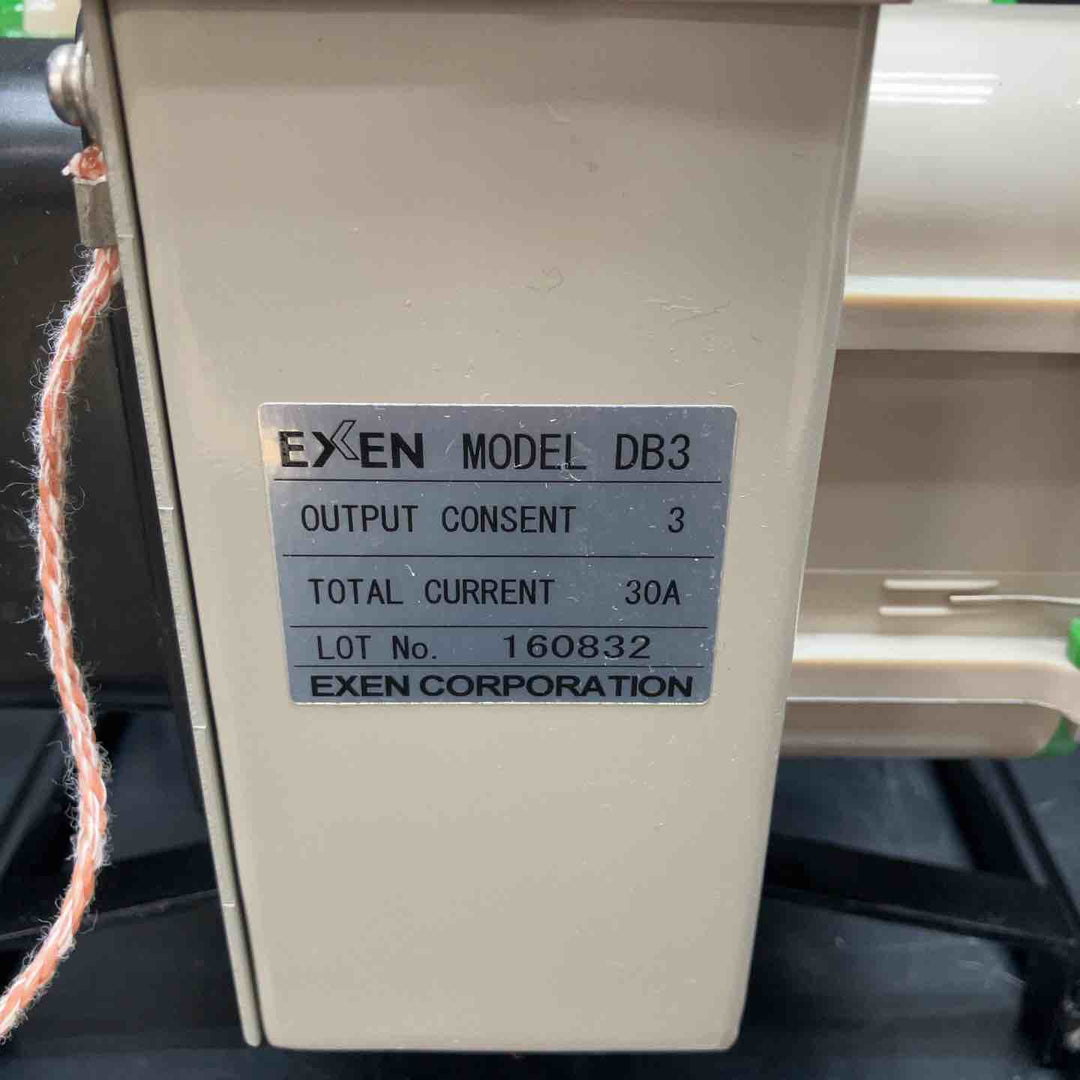 EXEN MODEL DB3
OUTPUT CONSENT 3
TOTAL CURRENT 30A
LOT No. 160832
EXEN CORPORATION